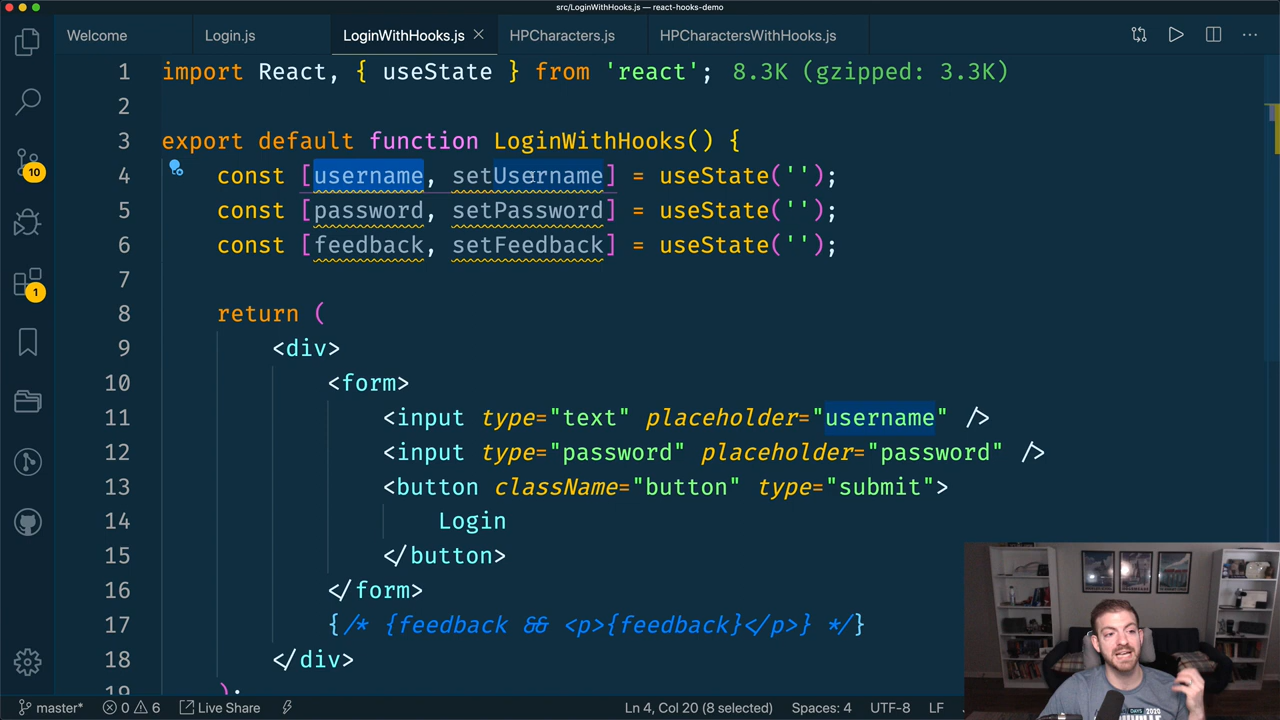 src/LoginWithHooks.js — react-hooks-demo
Welcome Login.js LoginWithHooks.js HPCharacters.js HPCharactersWithHooks.js
1 import React, { useState } from 'react'; 8.3K (gzipped: 3.3K)
2
3 export default function LoginWithHooks() {
4 const [username, setUsername] = useState('');
5 const [password, setPassword] = useState('');
6 const [feedback, setFeedback] = useState('');
7
8 return (
9 <div>
10 <form>
11 <input type="text" placeholder="username" />
12 <input type="password" placeholder="password" />
13 <button className="button" type="submit">
14 Login
15 </button>
16 </form>
17 {/* {feedback && <p>{feedback}</p>} */}
18 </div>
19 );
10
1
master* 0 6 Live Share Ln 4, Col 20 (8 selected) Spaces: 4 UTF-8 LF
DAYS 2020